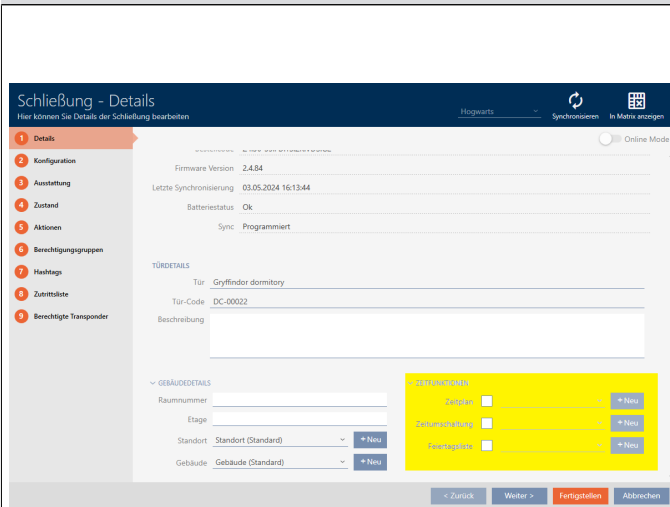 Schließung - Details
Hier können Sie Details der Schließung bearbeiten
Hogwarts
Synchronisieren
In Matrix anzeigen
1 Details
Online Mode
2 Konfiguration
3 Ausstattung
4 Zustand
5 Aktionen
6 Berechtigungsgruppen
7 Hashtags
8 Zutrittsliste
9 Berechtigte Transponder
Firmware Version 2.4.84
Letzte Synchronisierung 03.05.2024 16:13:44
Batteriestatus Ok
Sync Programmiert
TÜRDETAILS
Tür Gryffindor dormitory
Tür-Code DC-00022
Beschreibung
GEBÄUDEDETAILS
Raumnummer
Etage
Standort Standort (Standard) + Neu
Gebäude Gebäude (Standard) + Neu
ZEITFUNKTIONEN
Zeitplan + Neu
Zeitumschaltung + Neu
Feiertagsliste + Neu
< Zurück Weiter > Fertigstellen Abbrechen